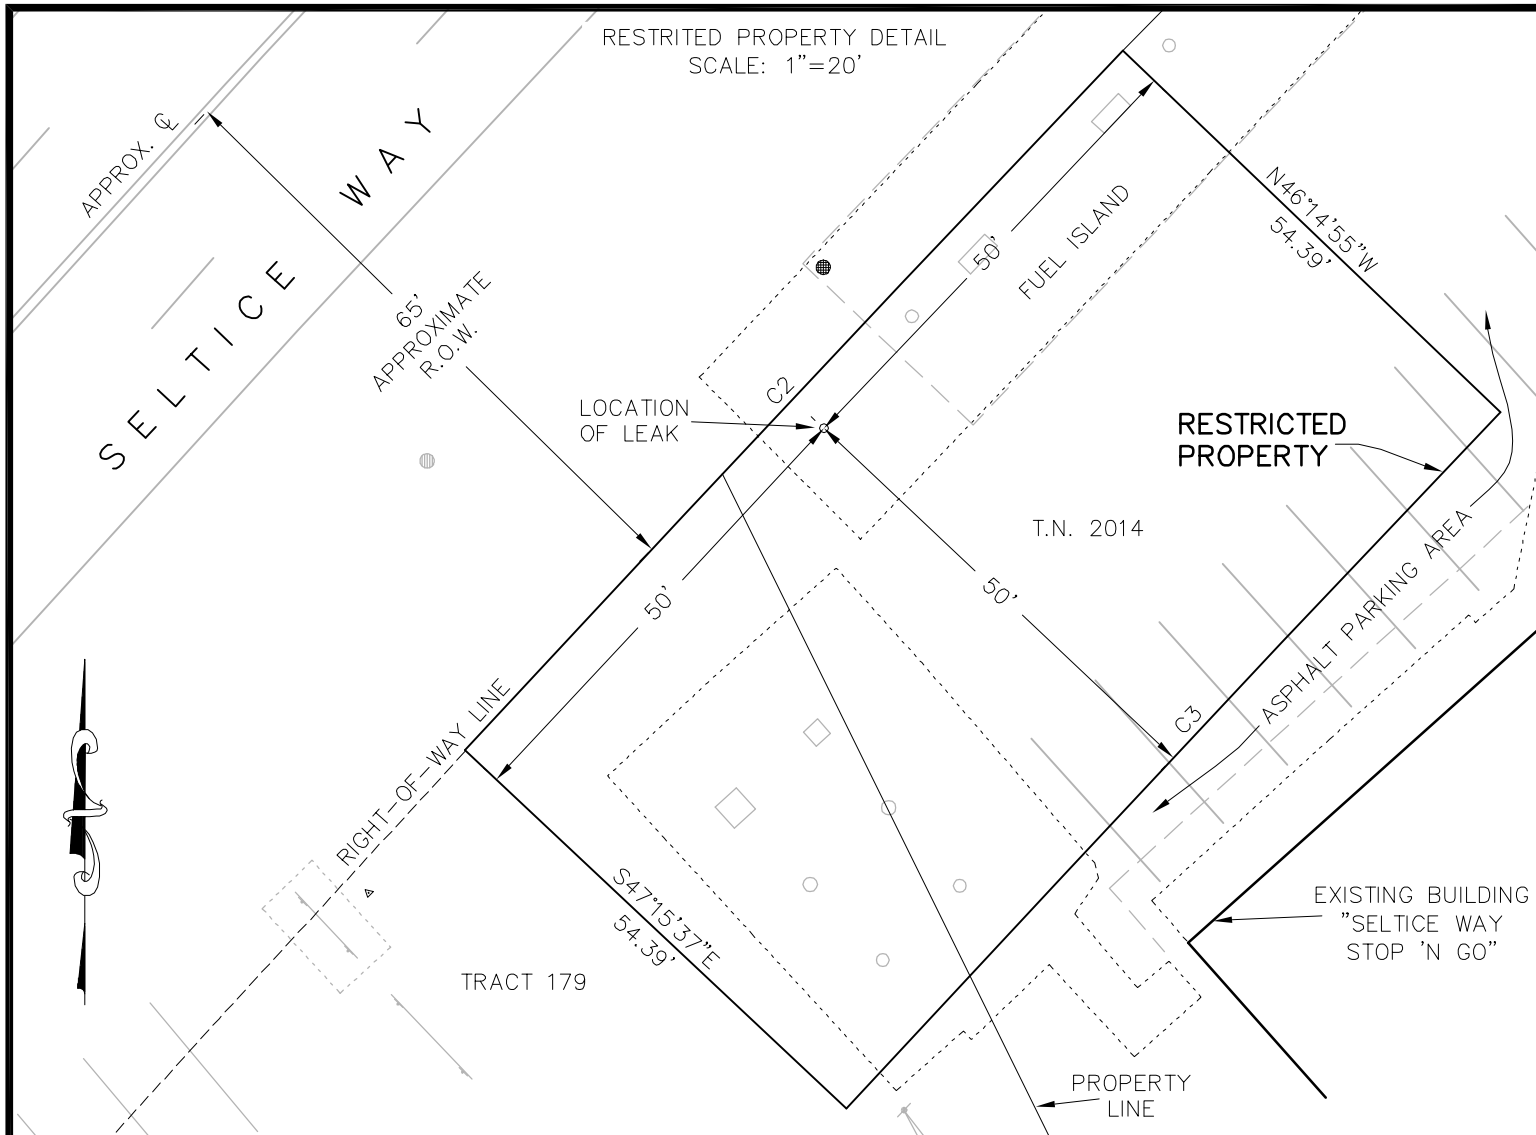 RESTRITED PROPERTY DETAIL
SCALE: 1"=20'
APPROX. ℄
SELTICE WAY
65'
APPROXIMATE
R.O.W.
N46°14'55"W
54.39'
50'
FUEL ISLAND
C2
LOCATION
OF LEAK
RESTRICTED
PROPERTY
T.N. 2014
50'
50'
ASPHALT PARKING AREA
C3
RIGHT-OF-WAY LINE
S47°15'37"E
54.39'
TRACT 179
EXISTING BUILDING
"SELTICE WAY
STOP 'N GO"
PROPERTY
LINE